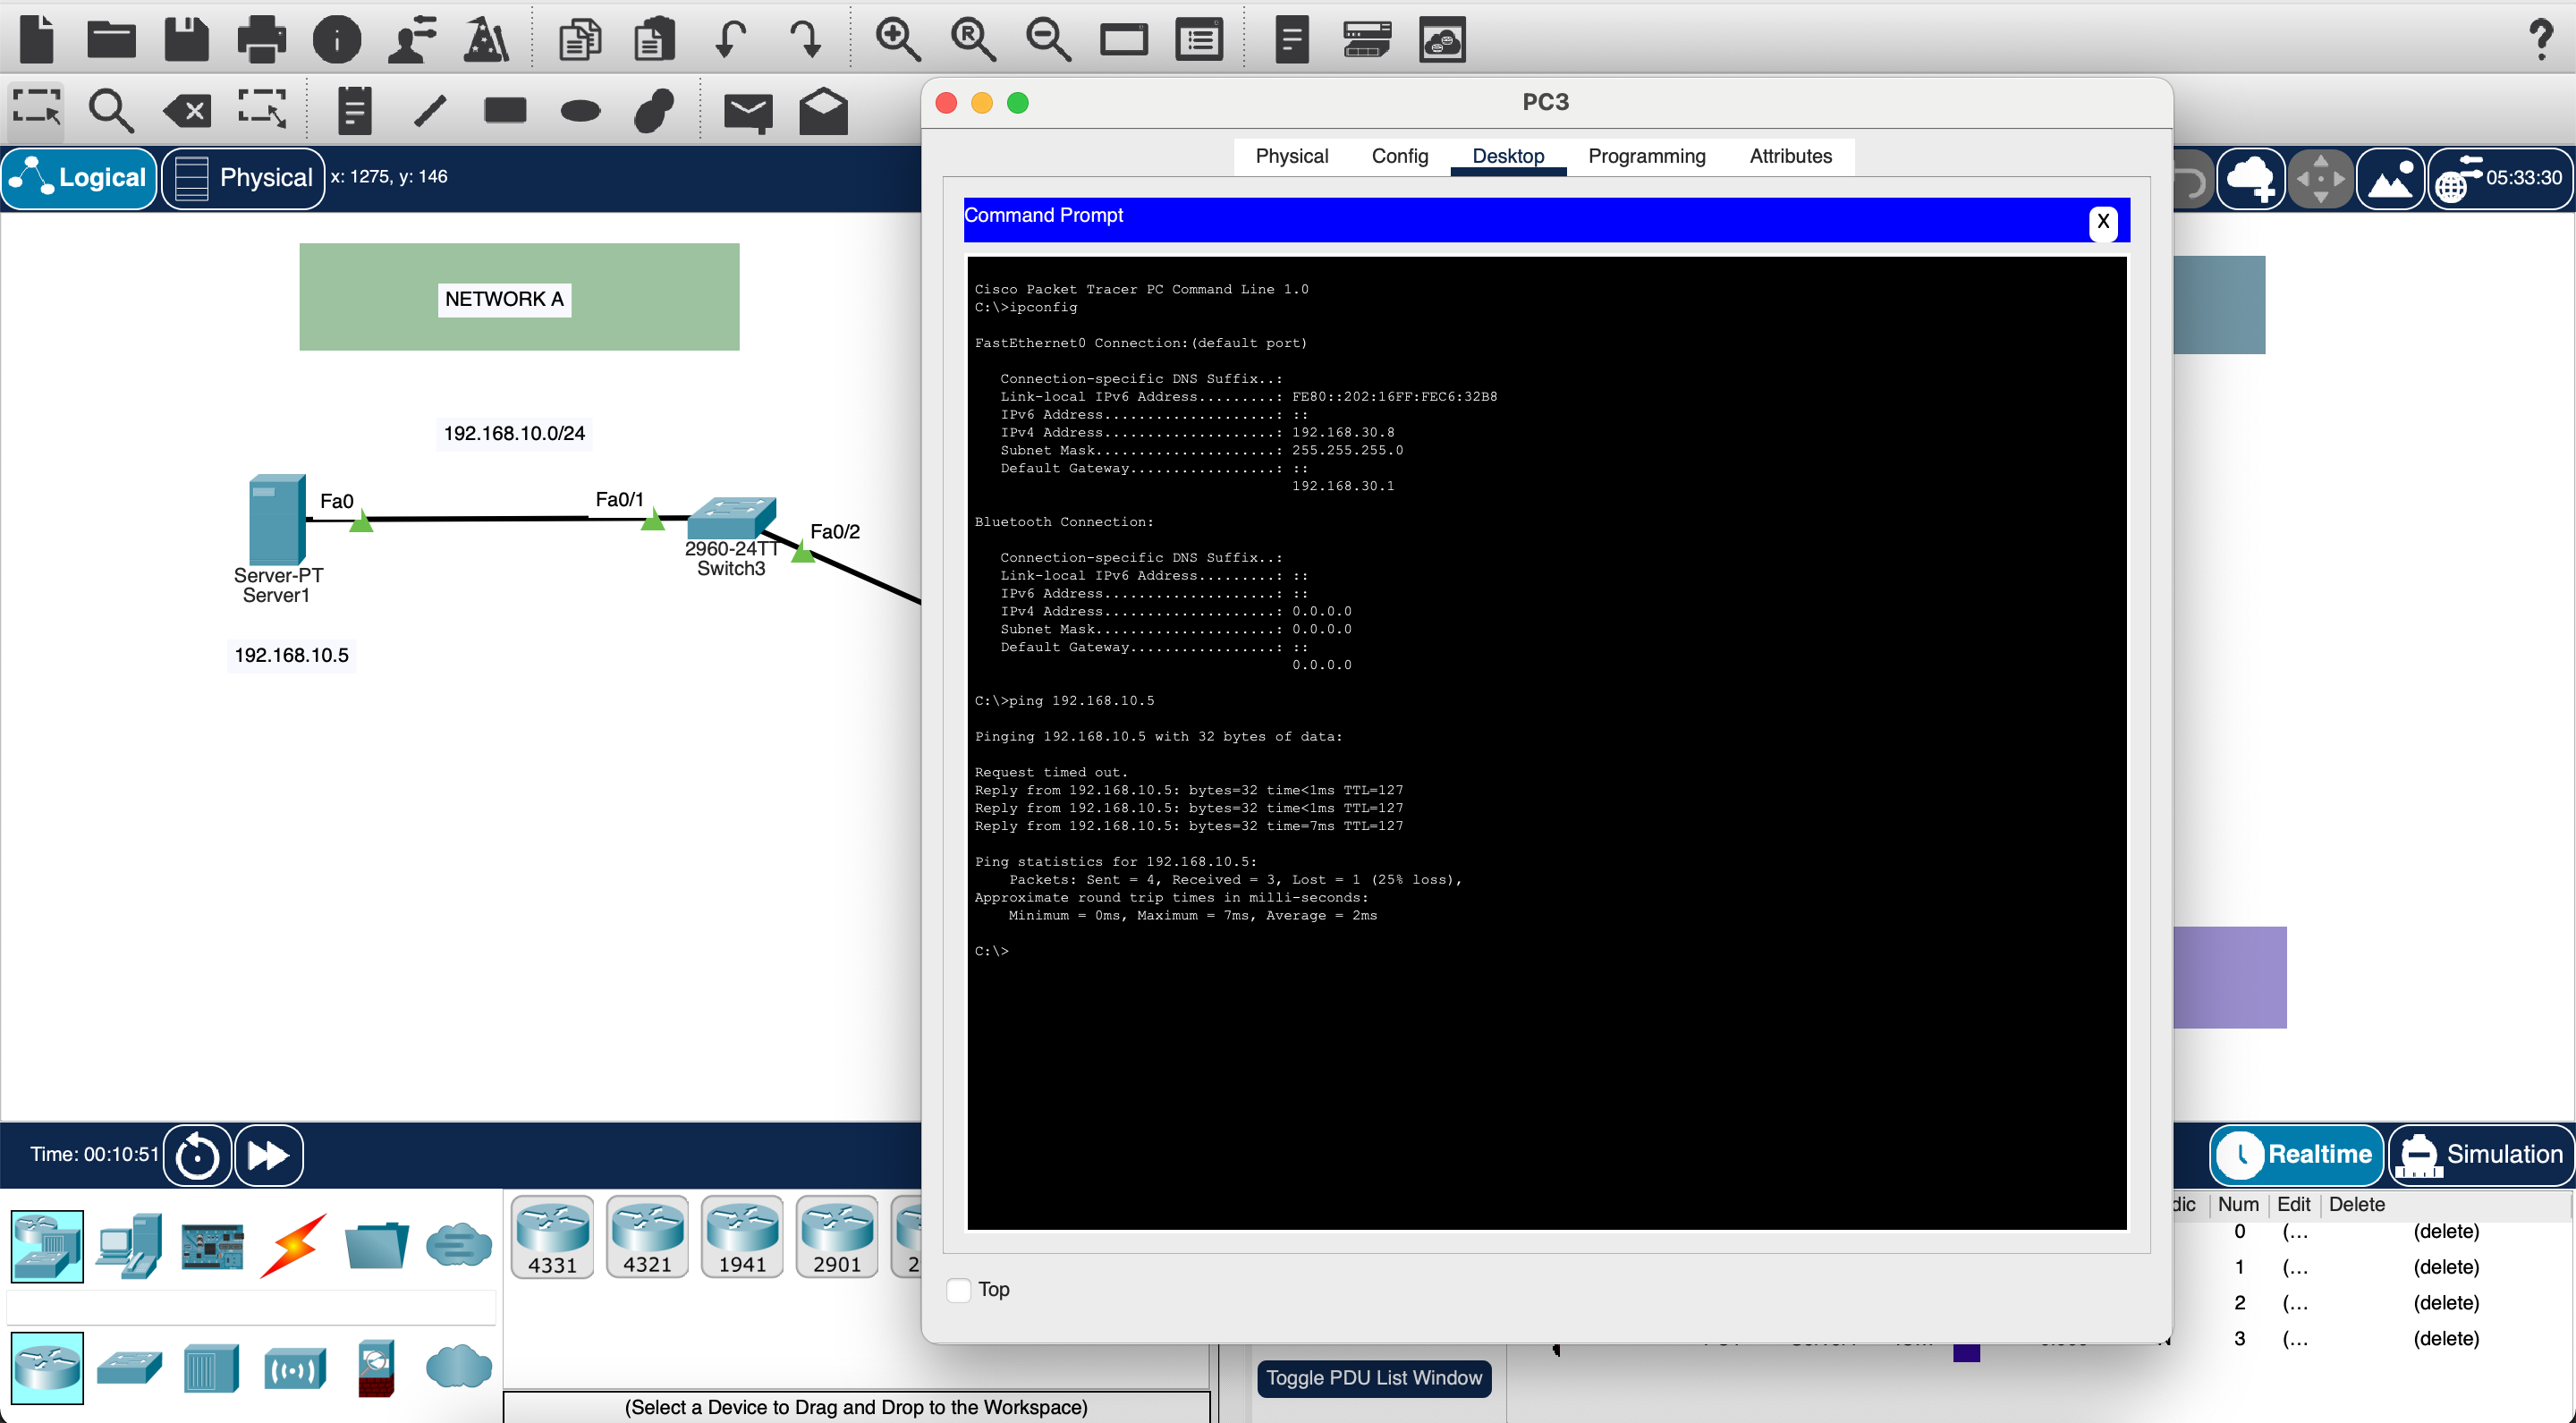 PC3
Physical Config Desktop Programming Attributes
Logical Physical x: 1275, y: 146
05:33:30
Command Prompt X
NETWORK A
192.168.10.0/24
Fa0
Fa0/1
Fa0/2
2960-24TT
Switch3
Server-PT
Server1
192.168.10.5
Cisco Packet Tracer PC Command Line 1.0
C:\>ipconfig
FastEthernet0 Connection:(default port)
Connection-specific DNS Suffix..:
Link-local IPv6 Address.........: FE80::202:16FF:FEC6:32B8
IPv6 Address....................: ::
IPv4 Address....................: 192.168.30.8
Subnet Mask.....................: 255.255.255.0
Default Gateway.................: ::
192.168.30.1
Bluetooth Connection:
Connection-specific DNS Suffix..:
Link-local IPv6 Address.........: ::
IPv6 Address....................: ::
IPv4 Address....................: 0.0.0.0
Subnet Mask.....................: 0.0.0.0
Default Gateway.................: ::
0.0.0.0
C:\>ping 192.168.10.5
Pinging 192.168.10.5 with 32 bytes of data:
Request timed out.
Reply from 192.168.10.5: bytes=32 time<1ms TTL=127
Reply from 192.168.10.5: bytes=32 time<1ms TTL=127
Reply from 192.168.10.5: bytes=32 time=7ms TTL=127
Ping statistics for 192.168.10.5:
Packets: Sent = 4, Received = 3, Lost = 1 (25% loss),
Approximate round trip times in milli-seconds:
Minimum = 0ms, Maximum = 7ms, Average = 2ms
C:\>
Top
Time: 00:10:51
Realtime Simulation
4331 4321 1941 2901 2
dic Num Edit Delete
0 (... (delete)
1 (... (delete)
2 (... (delete)
3 (... (delete)
Toggle PDU List Window
(Select a Device to Drag and Drop to the Workspace)